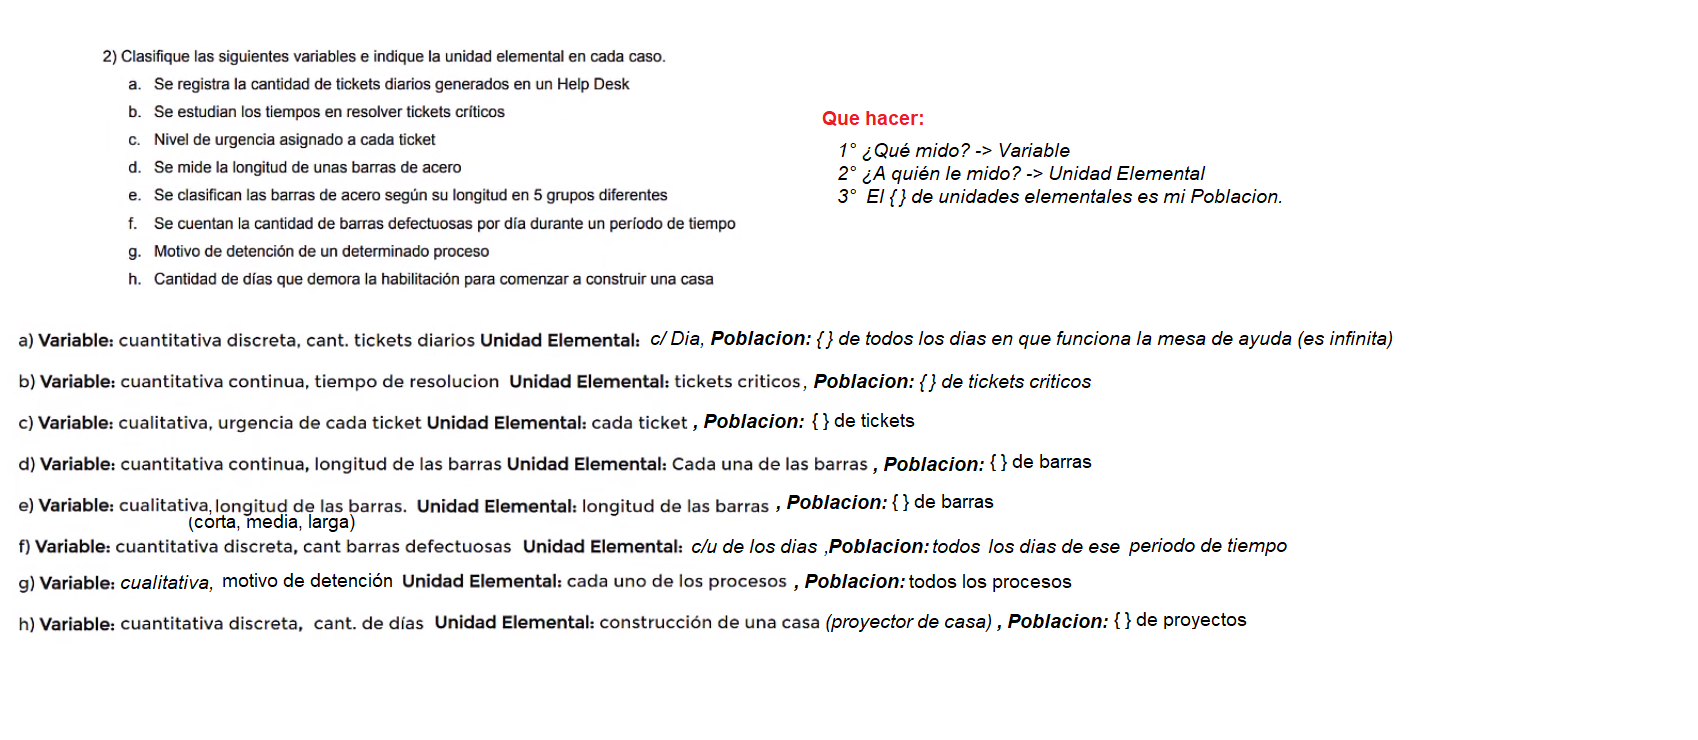 2) Clasifique las siguientes variables e indique la unidad elemental en cada caso.
a. Se registra la cantidad de tickets diarios generados en un Help Desk
b. Se estudian los tiempos en resolver tickets críticos
c. Nivel de urgencia asignado a cada ticket
d. Se mide la longitud de unas barras de acero
e. Se clasifican las barras de acero según su longitud en 5 grupos diferentes
f. Se cuentan la cantidad de barras defectuosas por día durante un período de tiempo
g. Motivo de detención de un determinado proceso
h. Cantidad de días que demora la habilitación para comenzar a construir una casa
Que hacer:
1° ¿Qué mido? -> Variable
2° ¿A quién le mido? -> Unidad Elemental
3° El { } de unidades elementales es mi Poblacion.
a) Variable: cuantitativa discreta, cant. tickets diarios Unidad Elemental: c/ Dia, Poblacion: { } de todos los dias en que funciona la mesa de ayuda (es infinita)
b) Variable: cuantitativa continua, tiempo de resolucion Unidad Elemental: tickets criticos, Poblacion: { } de tickets criticos
c) Variable: cualitativa, urgencia de cada ticket Unidad Elemental: cada ticket , Poblacion: { } de tickets
d) Variable: cuantitativa continua, longitud de las barras Unidad Elemental: Cada una de las barras , Poblacion: { } de barras
e) Variable: cualitativa, longitud de las barras. Unidad Elemental: longitud de las barras , Poblacion: { } de barras
(corta, media, larga)
f) Variable: cuantitativa discreta, cant barras defectuosas Unidad Elemental: c/u de los dias ,Poblacion: todos los dias de ese periodo de tiempo
g) Variable: cualitativa, motivo de detención Unidad Elemental: cada uno de los procesos , Poblacion: todos los procesos
h) Variable: cuantitativa discreta, cant. de días Unidad Elemental: construcción de una casa (proyector de casa) , Poblacion: { } de proyectos